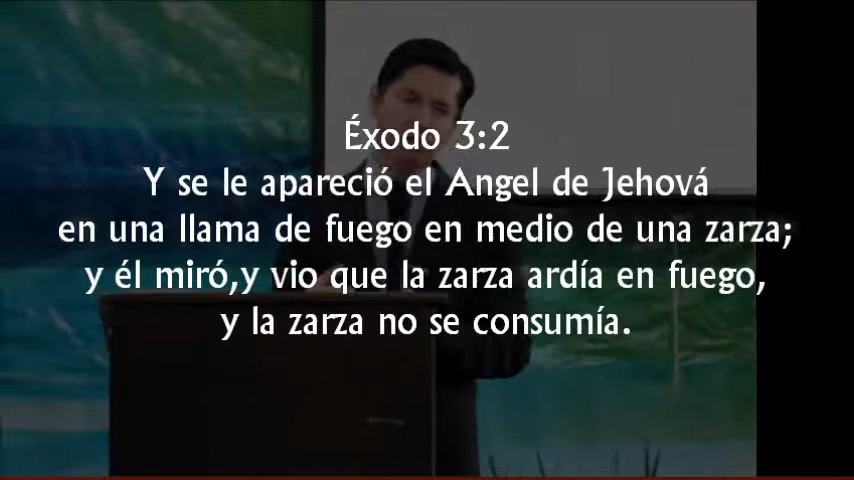 Éxodo 3:2
Y se le apareció el Angel de Jehová
en una llama de fuego en medio de una zarza;
y él miró,y vio que la zarza ardía en fuego,
y la zarza no se consumía.